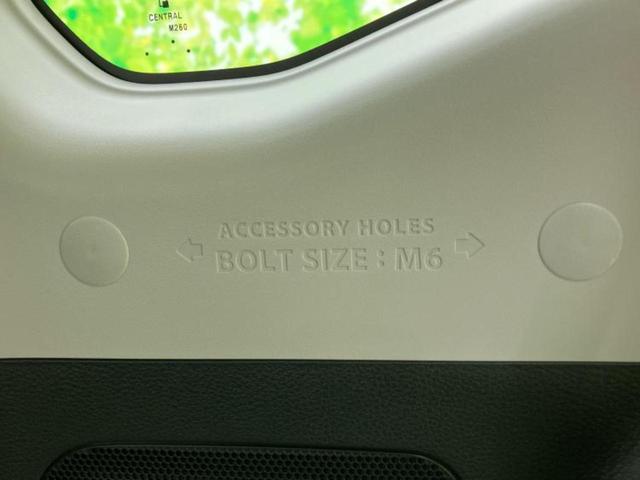 CENTRAL
M260
ACCESSORY HOLES
BOLT SIZE : M6